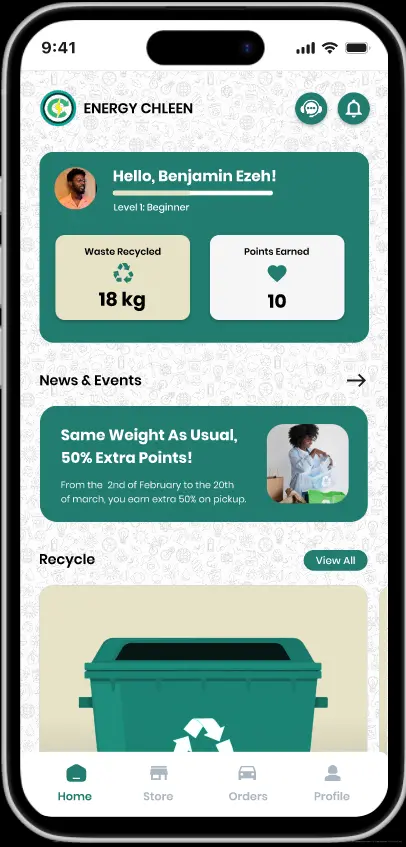 9:41
ENERGY CHLEEN
Hello, Benjamin Ezeh!
Level 1: Beginner
Waste Recycled
18 kg
Points Earned
10
News & Events
Same Weight As Usual,
50% Extra Points!
From the 2nd of February to the 20th
of march, you earn extra 50% on pickup.
Recycle
View All
Home
Store
Orders
Profile